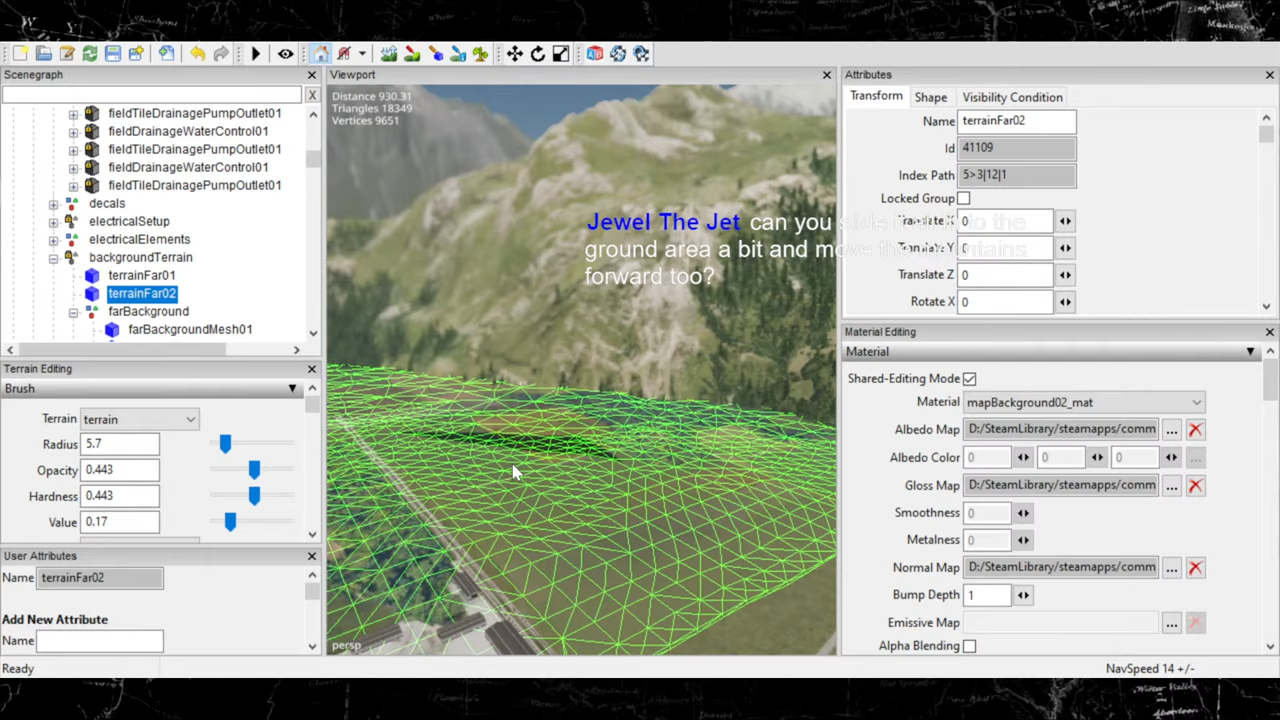 Scenegraph
Viewport
Attributes
X
fieldTileDrainagePumpOutlet01
fieldDrainageWaterControl01
fieldTileDrainagePumpOutlet01
fieldDrainageWaterControl01
fieldTileDrainagePumpOutlet01
decals
electricalSetup
electricalElements
backgroundTerrain
terrainFar01
terrainFar02
farBackground
farBackgroundMesh01
Terrain Editing
Brush
Terrain terrain
Radius 5.7
Opacity 0.443
Hardness 0.443
Value 0.17
User Attributes
Name terrainFar02
Add New Attribute
Name
Ready
Distance 930.31
Triangles 18349
Vertices 9651
Jewel The Jet can you
ground area a bit and move
forward too?
persp
Transform Shape Visibility Condition
Name terrainFar02
Id 41109
Index Path 5>3|12|1
Locked Group
Translate X 0
Translate Y 0
Translate Z 0
Rotate X 0
Material Editing
Material
Shared-Editing Mode
Material mapBackground02_mat
Albedo Map D:/SteamLibrary/steamapps/comm ...
Albedo Color 0 0 0 ...
Gloss Map D:/SteamLibrary/steamapps/comm ...
Smoothness 0
Metalness 0
Normal Map D:/SteamLibrary/steamapps/comm ...
Bump Depth 1
Emissive Map ...
Alpha Blending
NavSpeed 14 +/-